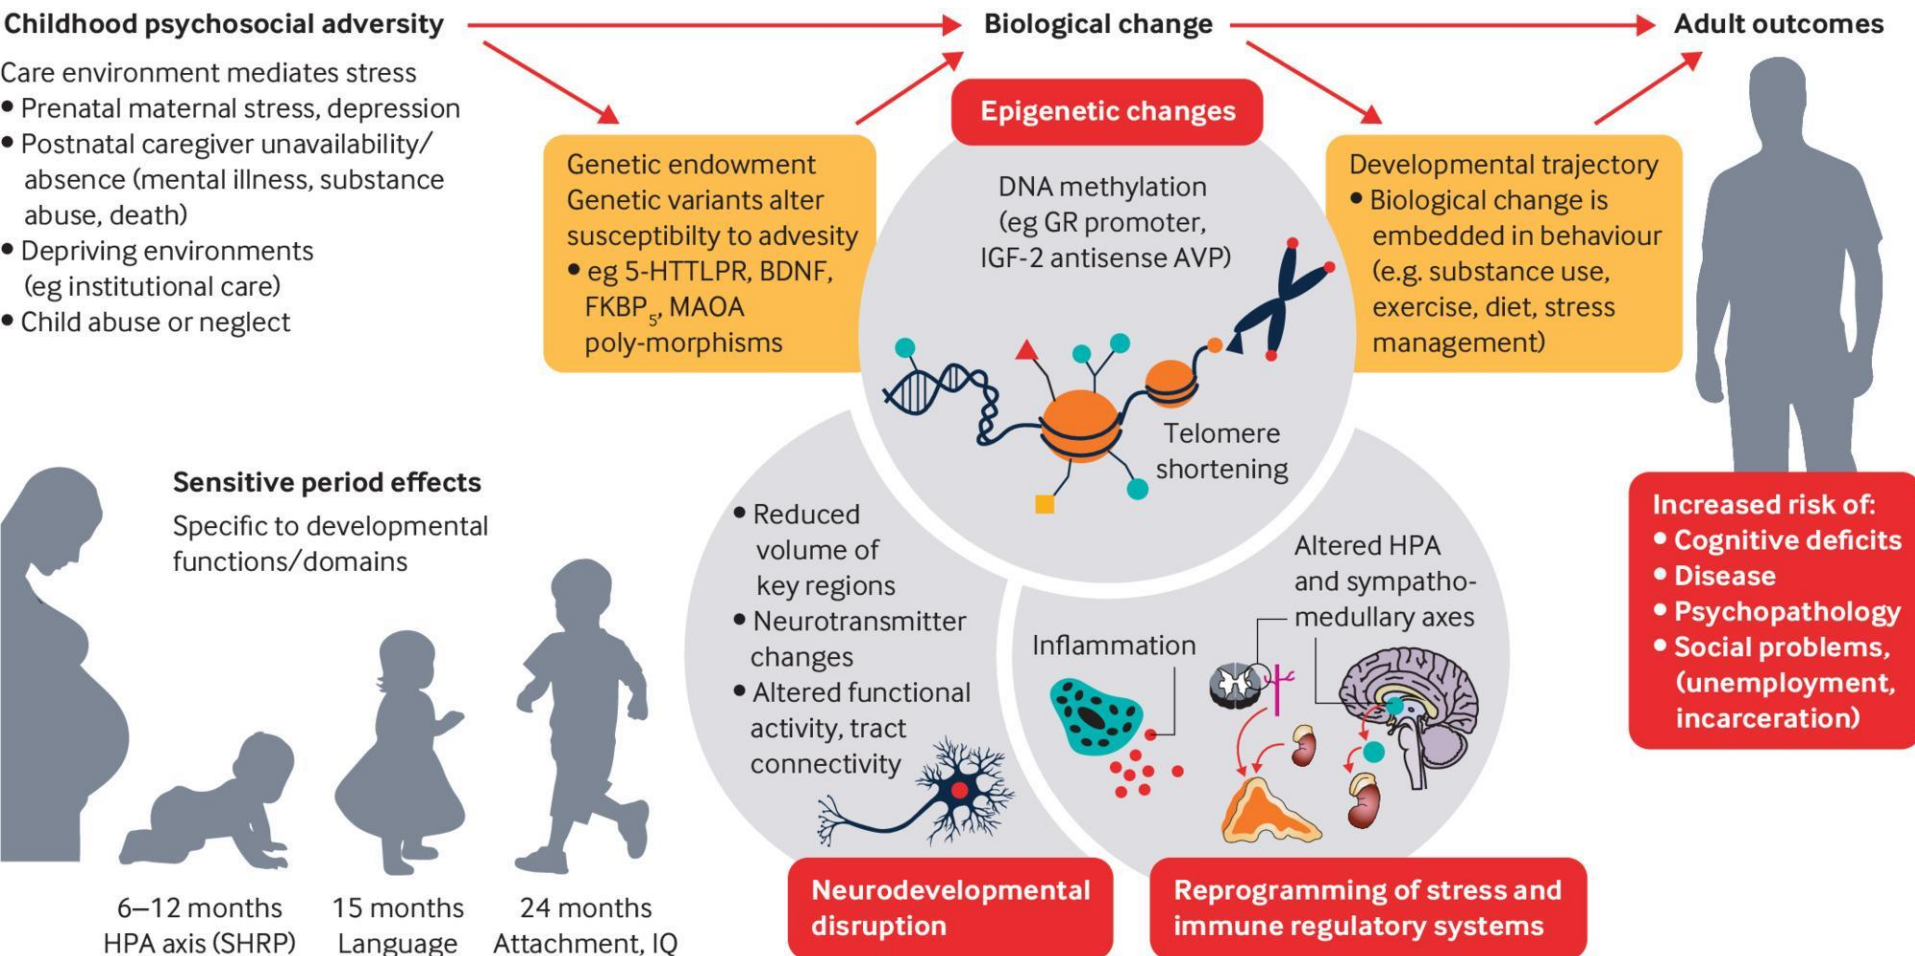 Childhood psychosocial adversity
Care environment mediates stress
• Prenatal maternal stress, depression
• Postnatal caregiver unavailability/
absence (mental illness, substance
abuse, death)
• Depriving environments
(eg institutional care)
• Child abuse or neglect
Biological change
Adult outcomes
Genetic endowment
Genetic variants alter
susceptibilty to advesity
• eg 5-HTTLPR, BDNF,
FKBP5, MAOA
poly-morphisms
Epigenetic changes
DNA methylation
(eg GR promoter,
IGF-2 antisense AVP)
Telomere
shortening
Developmental trajectory
• Biological change is
embedded in behaviour
(e.g. substance use,
exercise, diet, stress
management)
Sensitive period effects
Specific to developmental
functions/domains
6–12 months
HPA axis (SHRP)
15 months
Language
24 months
Attachment, IQ
• Reduced
volume of
key regions
• Neurotransmitter
changes
• Altered functional
activity, tract
connectivity
Neurodevelopmental
disruption
Inflammation
Altered HPA
and sympatho-
medullary axes
Reprogramming of stress and
immune regulatory systems
Increased risk of:
• Cognitive deficits
• Disease
• Psychopathology
• Social problems,
(unemployment,
incarceration)